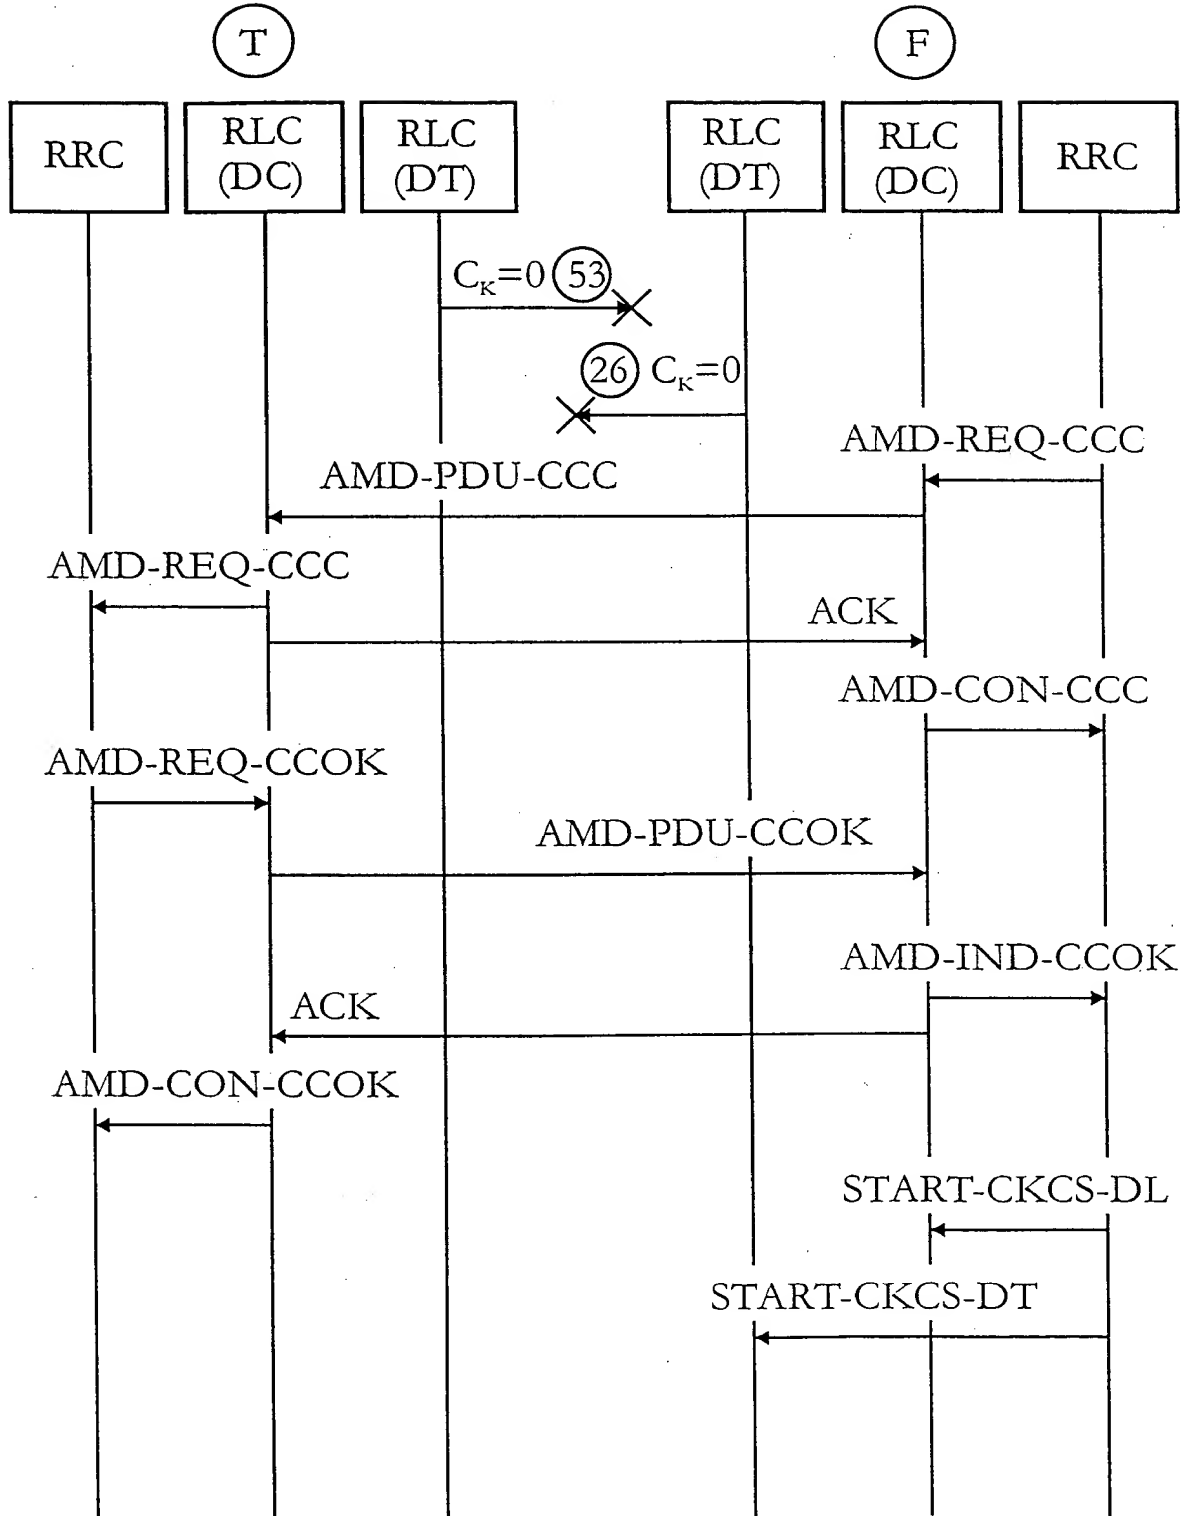 T
F
RRC
RLC
(DC)
RLC
(DT)
RLC
(DT)
RLC
(DC)
RRC
C_K=0 53
26 C_K=0
AMD-REQ-CCC
AMD-PDU-CCC
AMD-REQ-CCC
ACK
AMD-CON-CCC
AMD-REQ-CCOK
AMD-PDU-CCOK
AMD-IND-CCOK
ACK
AMD-CON-CCOK
START-CKCS-DL
START-CKCS-DT